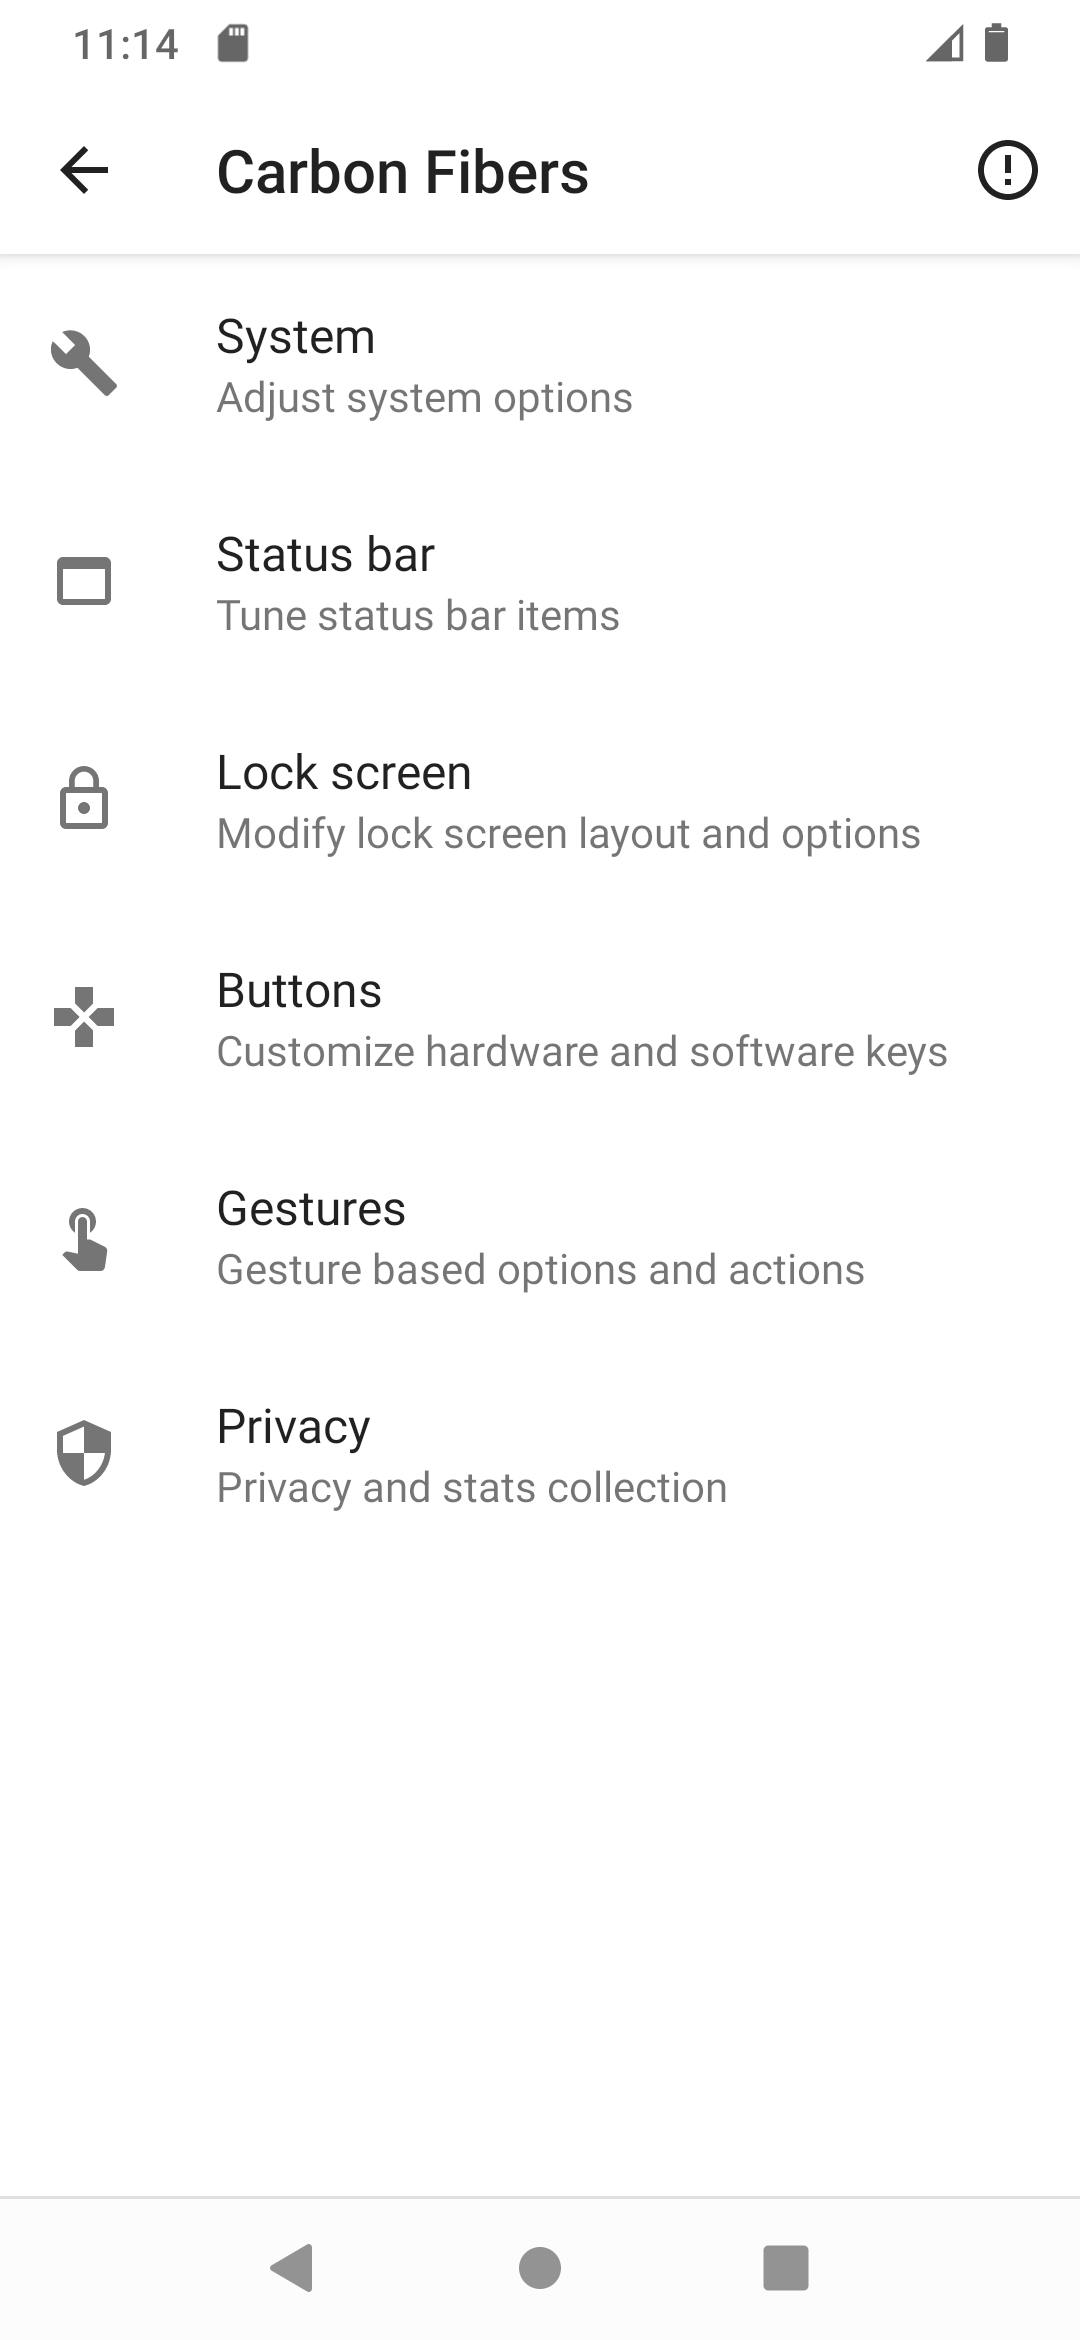 11:14
Carbon Fibers
System
Adjust system options
Status bar
Tune status bar items
Lock screen
Modify lock screen layout and options
Buttons
Customize hardware and software keys
Gestures
Gesture based options and actions
Privacy
Privacy and stats collection